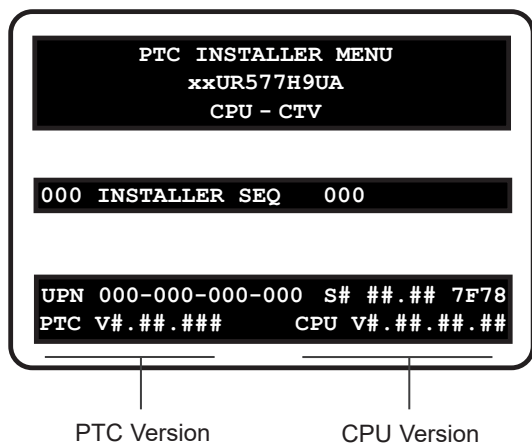 PTC INSTALLER MENU
xxUR577H9UA
CPU - CTV
000 INSTALLER SEQ 000
UPN 000-000-000-000 S# ##.## 7F78
PTC V#.##.### CPU V#.##.##.##
PTC Version CPU Version